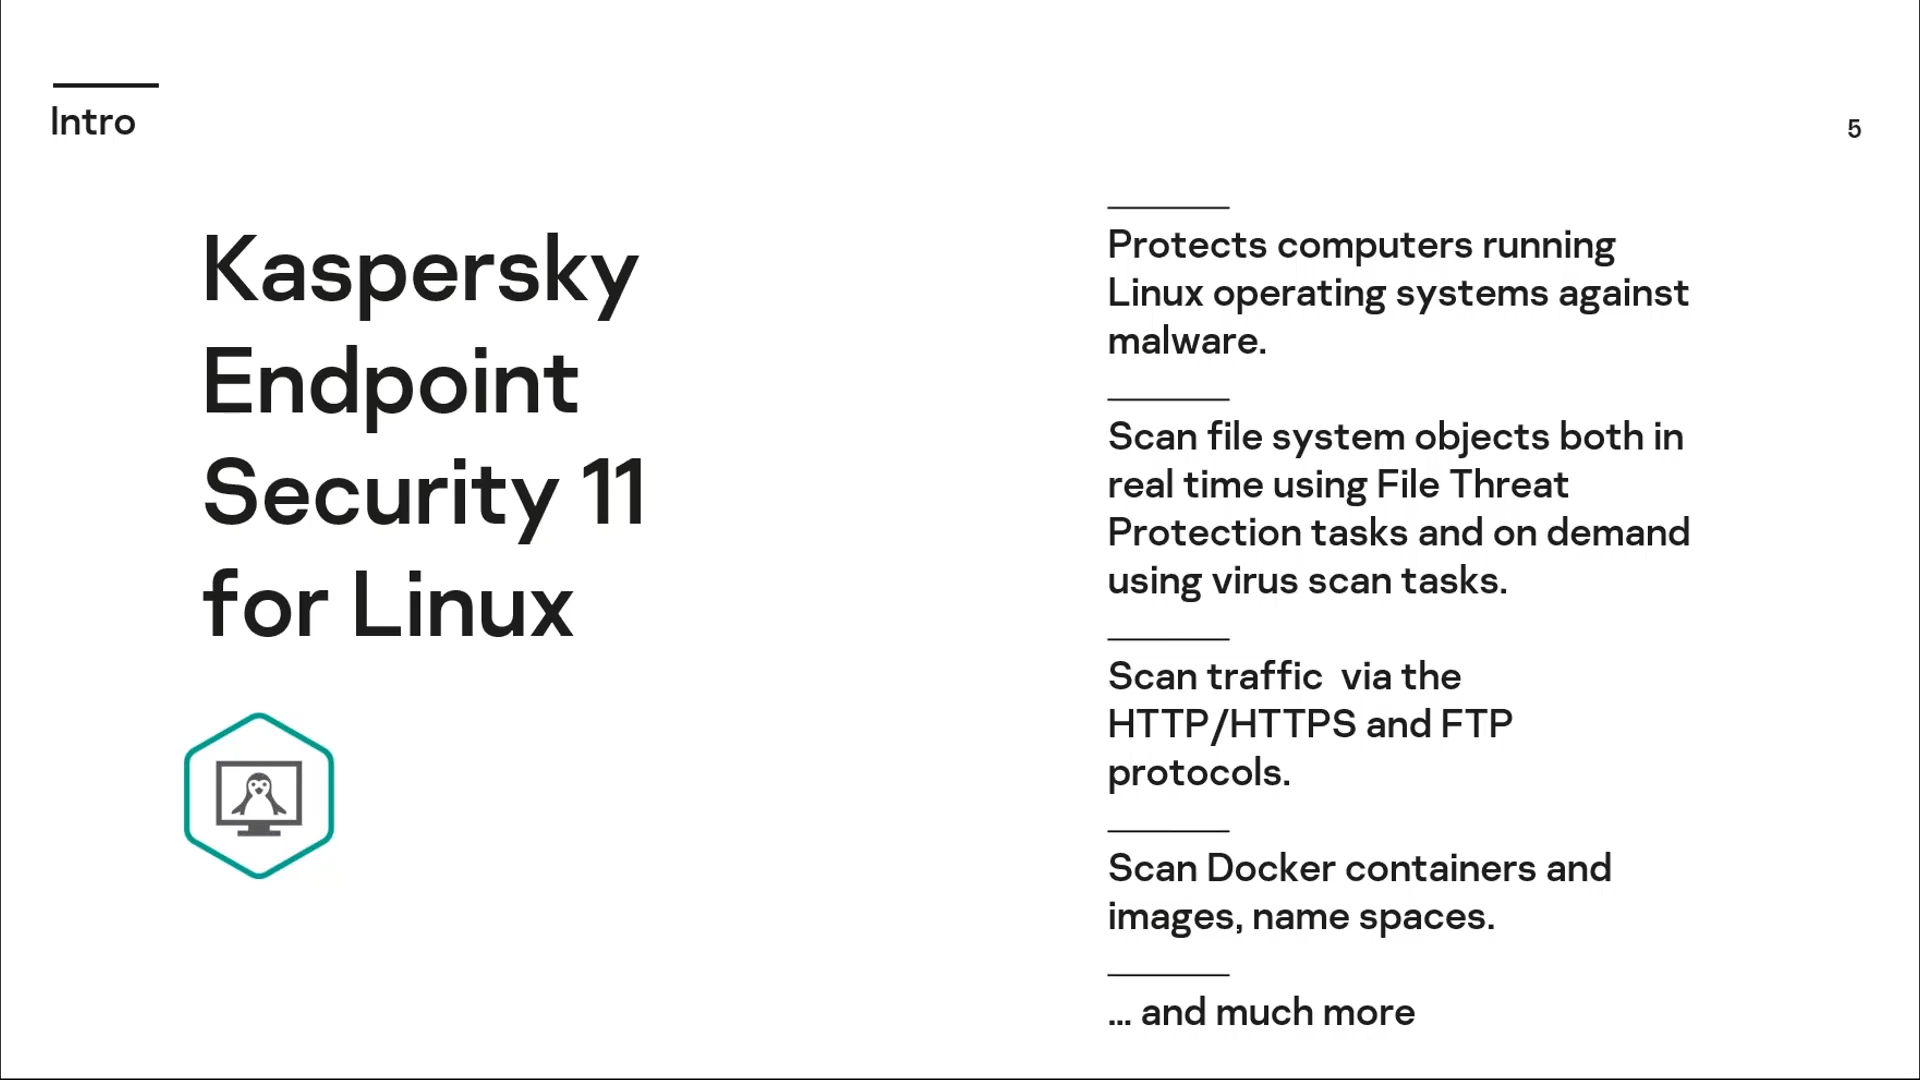 Intro
5
Kaspersky
Endpoint
Security 11
for Linux
Protects computers running
Linux operating systems against
malware.
Scan file system objects both in
real time using File Threat
Protection tasks and on demand
using virus scan tasks.
Scan traffic  via the
HTTP/HTTPS and FTP
protocols.
Scan Docker containers and
images, name spaces.
... and much more